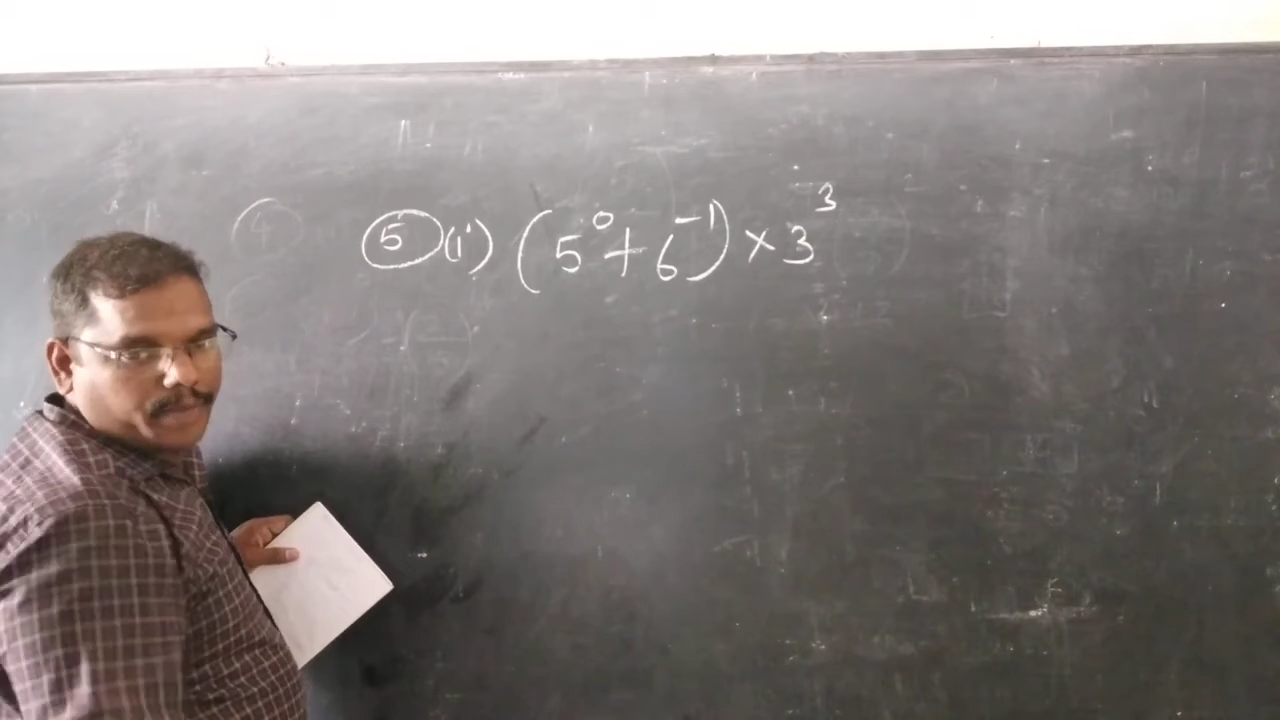 ⑤ (i) (5⁰ + 6⁻¹) × 3³